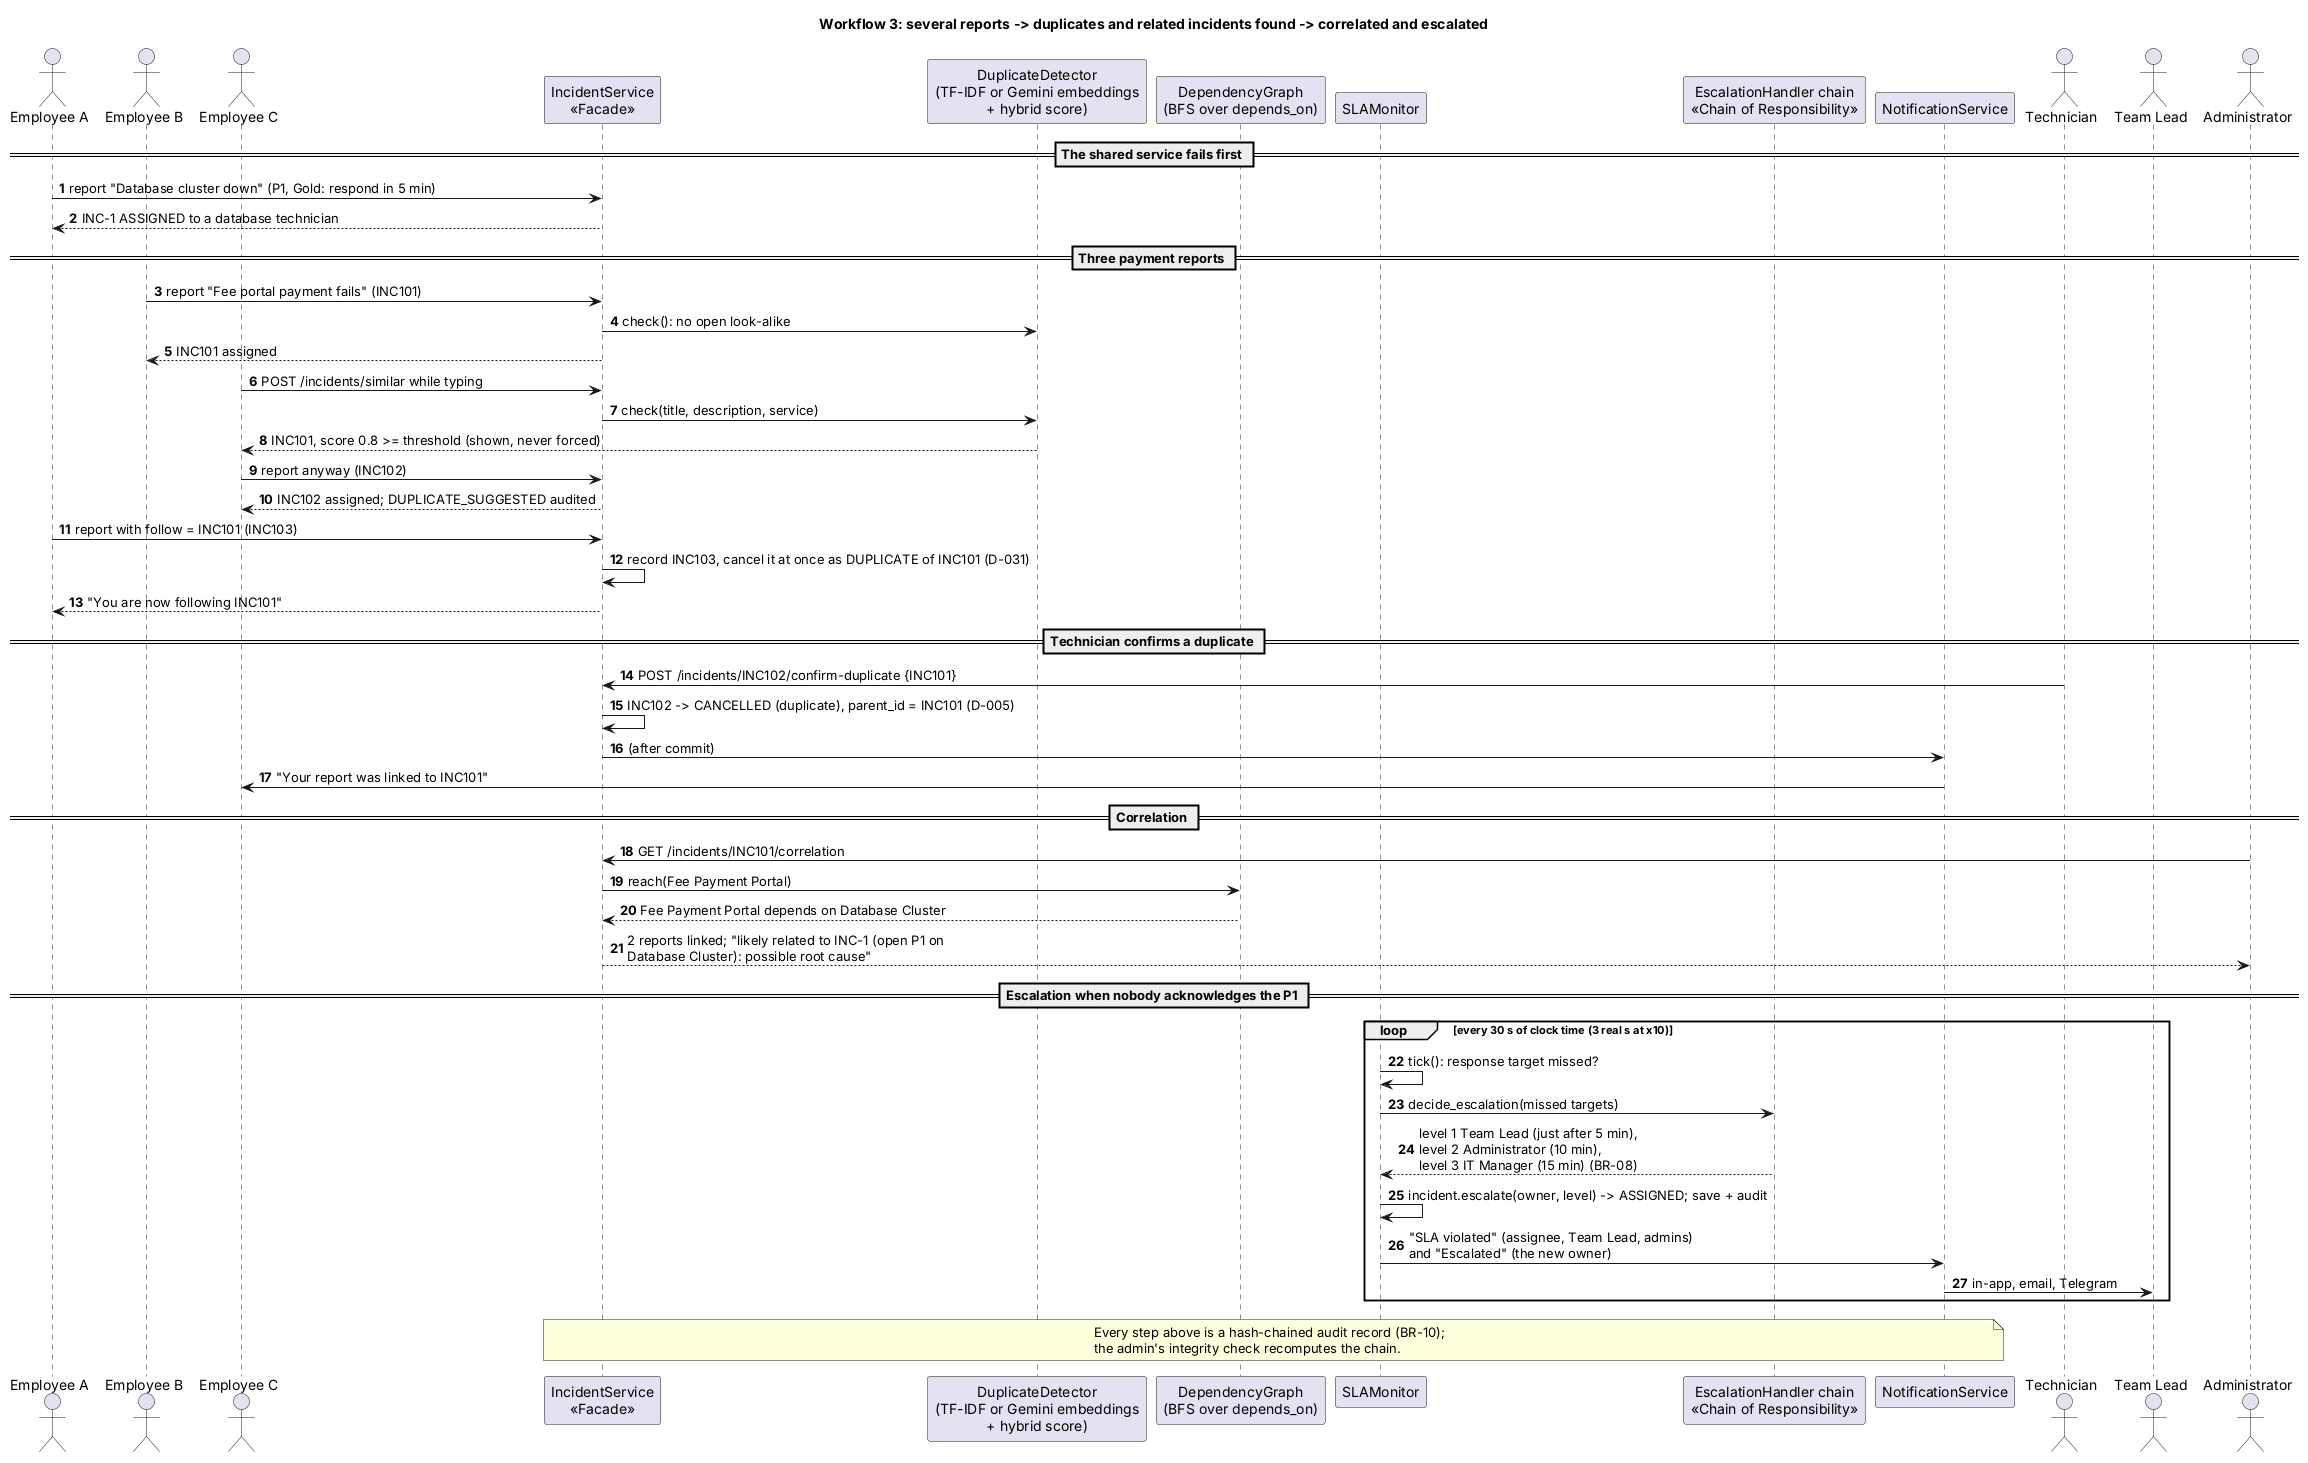 Workflow 3: several reports -> duplicates and related incidents found -> correlated and escalated
Employee A
Employee B
Employee C
IncidentService
«Facade»
DuplicateDetector
(TF-IDF or Gemini embeddings
+ hybrid score)
DependencyGraph
(BFS over depends_on)
SLAMonitor
EscalationHandler chain
«Chain of Responsibility»
NotificationService
Technician
Team Lead
Administrator
The shared service fails first
1 report "Database cluster down" (P1, Gold: respond in 5 min)
2 INC-1 ASSIGNED to a database technician
Three payment reports
3 report "Fee portal payment fails" (INC101)
4 check(): no open look-alike
5 INC101 assigned
6 POST /incidents/similar while typing
7 check(title, description, service)
8 INC101, score 0.8 >= threshold (shown, never forced)
9 report anyway (INC102)
10 INC102 assigned; DUPLICATE_SUGGESTED audited
11 report with follow = INC101 (INC103)
12 record INC103, cancel it at once as DUPLICATE of INC101 (D-031)
13 "You are now following INC101"
Technician confirms a duplicate
14 POST /incidents/INC102/confirm-duplicate {INC101}
15 INC102 -> CANCELLED (duplicate), parent_id = INC101 (D-005)
16 (after commit)
17 "Your report was linked to INC101"
Correlation
18 GET /incidents/INC101/correlation
19 reach(Fee Payment Portal)
20 Fee Payment Portal depends on Database Cluster
21 2 reports linked; "likely related to INC-1 (open P1 on
Database Cluster): possible root cause"
Escalation when nobody acknowledges the P1
loop [every 30 s of clock time (3 real s at x10)]
22 tick(): response target missed?
23 decide_escalation(missed targets)
24 level 1 Team Lead (just after 5 min),
level 2 Administrator (10 min),
level 3 IT Manager (15 min) (BR-08)
25 incident.escalate(owner, level) -> ASSIGNED; save + audit
26 "SLA violated" (assignee, Team Lead, admins)
and "Escalated" (the new owner)
27 in-app, email, Telegram
Every step above is a hash-chained audit record (BR-10);
the admin's integrity check recomputes the chain.
Employee A
Employee B
Employee C
IncidentService
«Facade»
DuplicateDetector
(TF-IDF or Gemini embeddings
+ hybrid score)
DependencyGraph
(BFS over depends_on)
SLAMonitor
EscalationHandler chain
«Chain of Responsibility»
NotificationService
Technician
Team Lead
Administrator